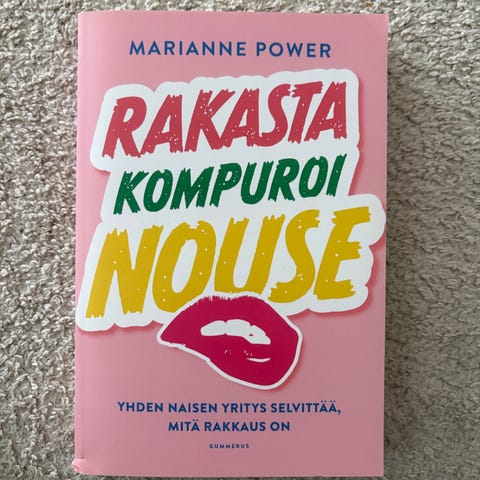 MARIANNE POWER
RAKASTA
KOMPUROI
NOUSE
YHDEN NAISEN YRITYS SELVITTÄÄ,
MITÄ RAKKAUS ON
GUMMERUS